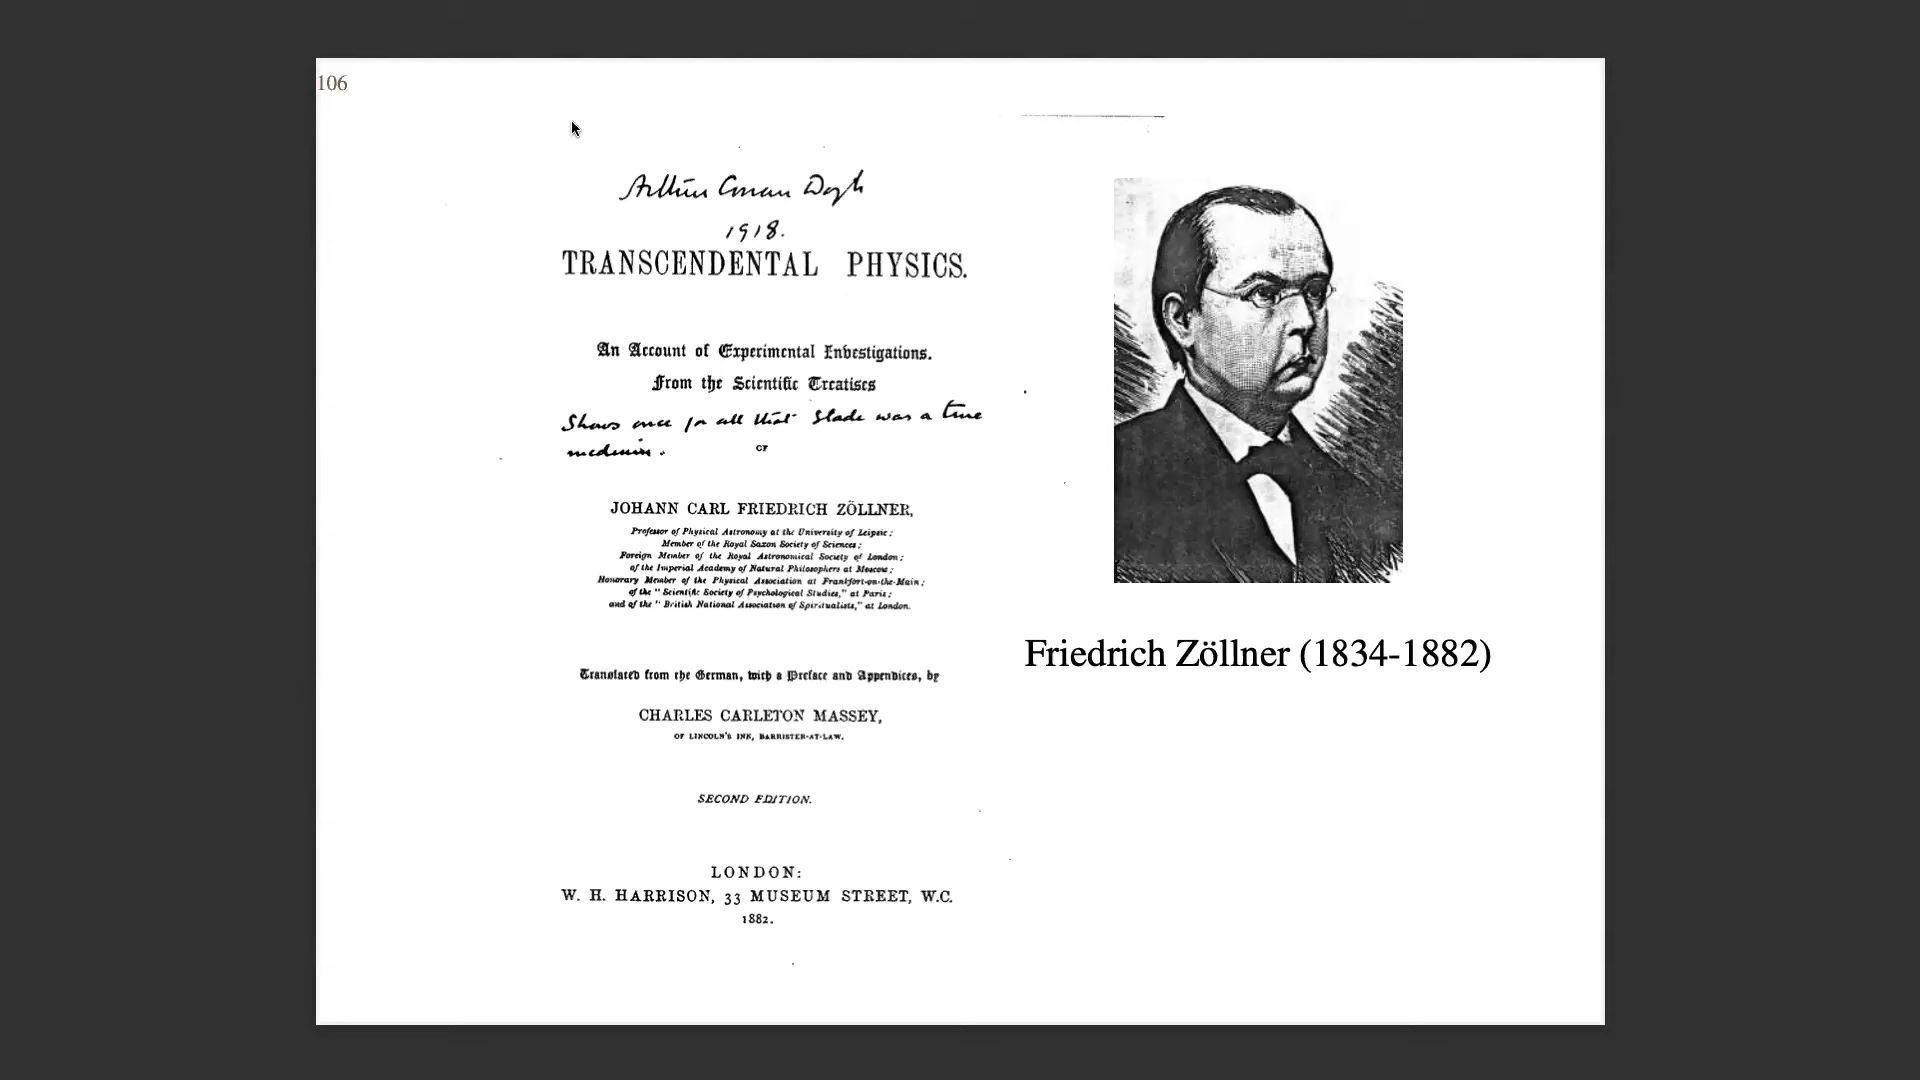 106
Arthur Conan Doyle
1918.
TRANSCENDENTAL PHYSICS.
An Account of Experimental Investigations.
From the Scientific Treatises
Shows once for all that Slade was a true
medium.
OF
JOHANN CARL FRIEDRICH ZÖLLNER,
Professor of Physical Astronomy at the University of Leipsic;
Member of the Royal Saxon Society of Sciences;
Foreign Member of the Royal Astronomical Society of London;
of the Imperial Academy of Natural Philosophers at Moscow;
Honorary Member of the Physical Association at Frankfort-on-the-Main;
of the "Scientific Society of Psychological Studies," at Paris;
and of the "British National Association of Spiritualists," at London.
Translated from the German, with a Preface and Appendices, by
CHARLES CARLETON MASSEY,
OF LINCOLN'S INN, BARRISTER-AT-LAW.
SECOND EDITION.
LONDON:
W. H. HARRISON, 33 MUSEUM STREET, W.C.
1882.
Friedrich Zöllner (1834-1882)